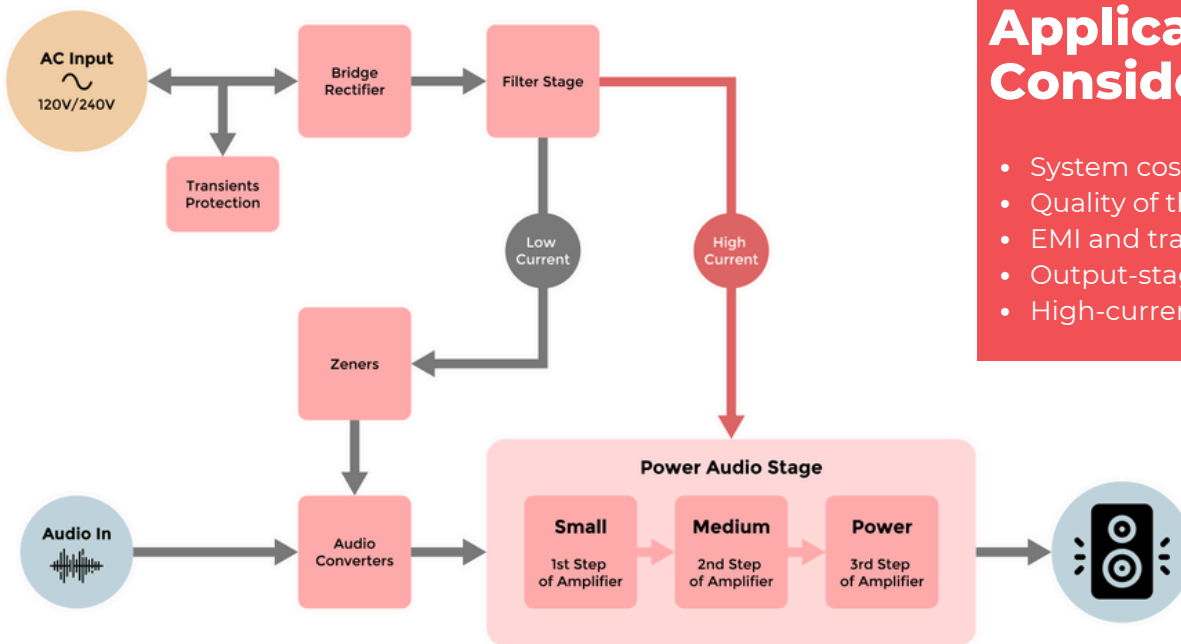 Applica
Conside
• System cos
• Quality of t
• EMI and tra
• Output-sta
• High-curre
AC Input
120V/240V
Bridge
Rectifier
Filter Stage
Transients
Protection
Low
Current
High
Current
Zeners
Power Audio Stage
Audio In
Audio
Converters
Small
1st Step
of Amplifier
Medium
2nd Step
of Amplifier
Power
3rd Step
of Amplifier